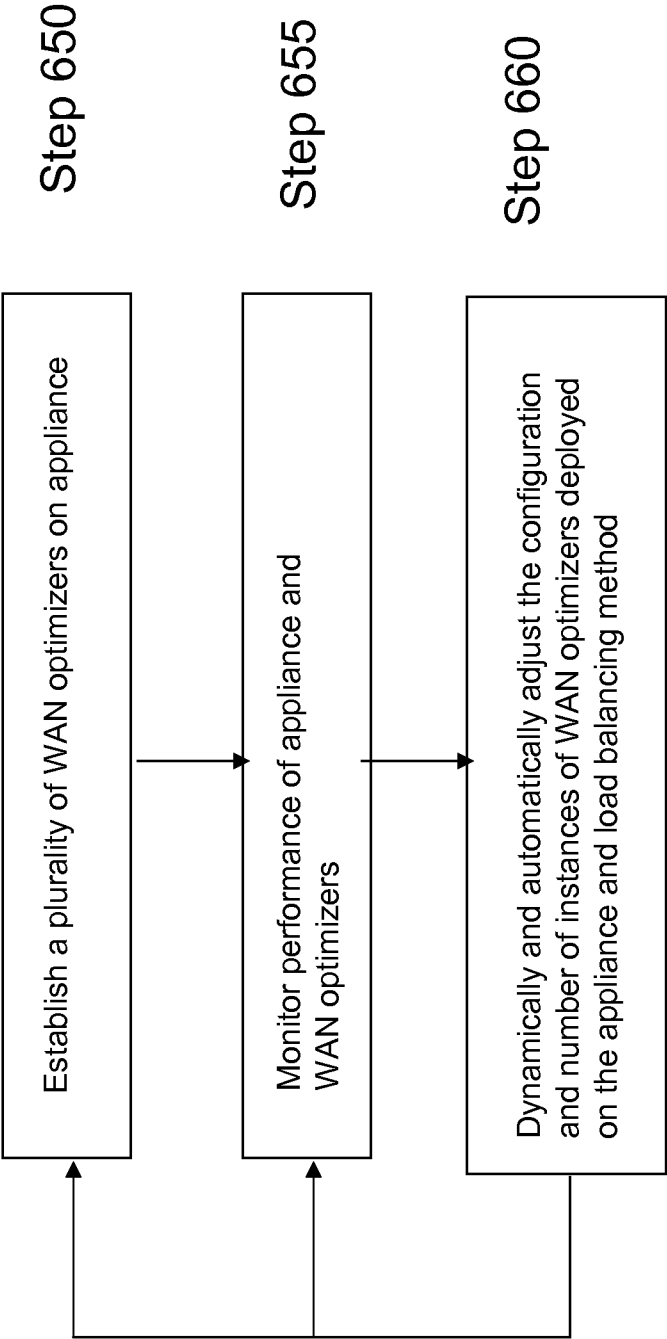 Establish a plurality of WAN optimizers on appliance
Step 650
Monitor performance of appliance and
WAN optimizers
Step 655
Dynamically and automatically adjust the configuration
and number of instances of WAN optimizers deployed
on the appliance and load balancing method
Step 660